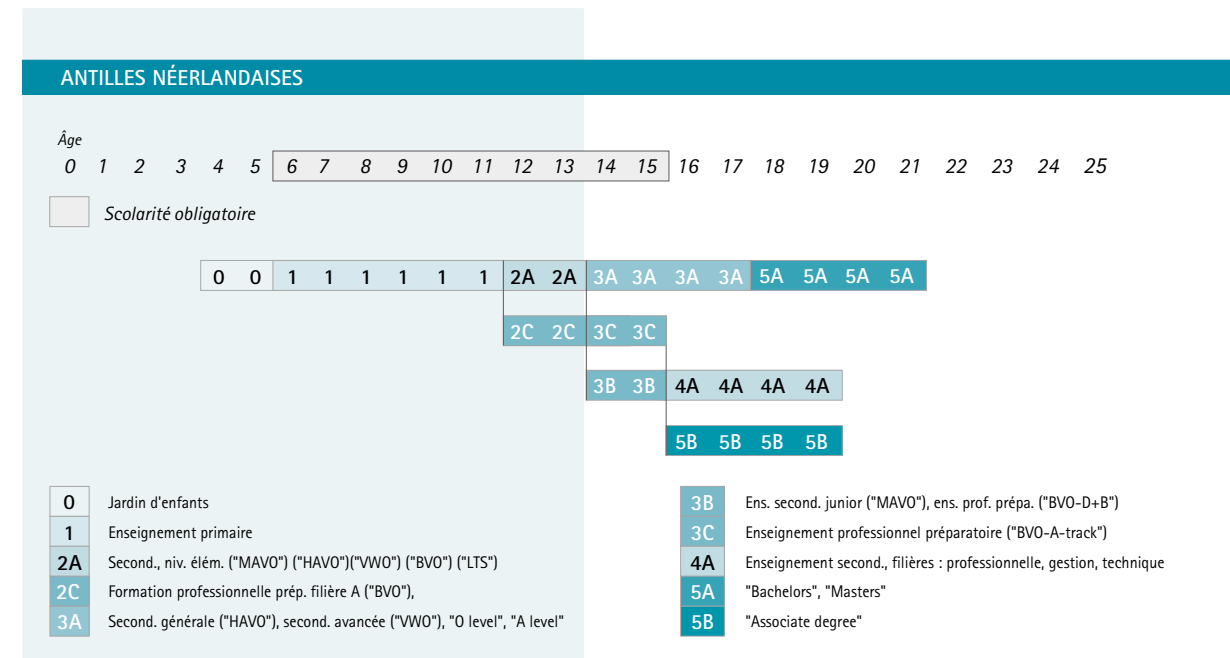 ANTILLES NÉERLANDAISES
Âge
0 1 2 3 4 5 6 7 8 9 10 11 12 13 14 15 16 17 18 19 20 21 22 23 24 25
Scolarité obligatoire
0 0 1 1 1 1 1 1 2A 2A 3A 3A 3A 3A 5A 5A 5A 5A
2C 2C 3C 3C
3B 3B 4A 4A 4A 4A
5B 5B 5B 5B
0 Jardin d'enfants
1 Enseignement primaire
2A Second., niv. élém. ("MAVO") ("HAVO")("VWO") ("BVO") ("LTS")
2C Formation professionnelle prép. filière A ("BVO"),
3A Second. générale ("HAVO"), second. avancée ("VWO"), "O level", "A level"
3B Ens. second. junior ("MAVO"), ens. prof. prépa. ("BVO-D+B")
3C Enseignement professionnel préparatoire ("BVO-A-track")
4A Enseignement second., filières : professionnelle, gestion, technique
5A "Bachelors", "Masters"
5B "Associate degree"